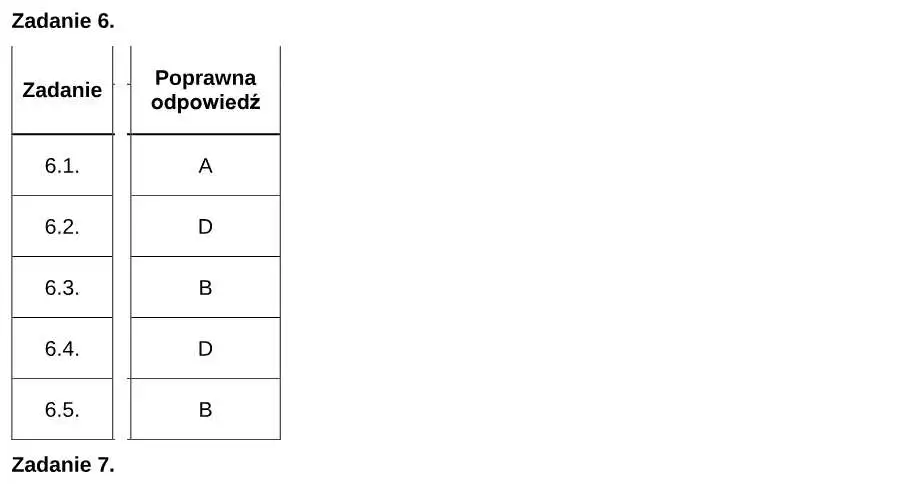 Zadanie 6.
Zadanie
Poprawna
odpowiedź
6.1. A
6.2. D
6.3. B
6.4. D
6.5. B
Zadanie 7.